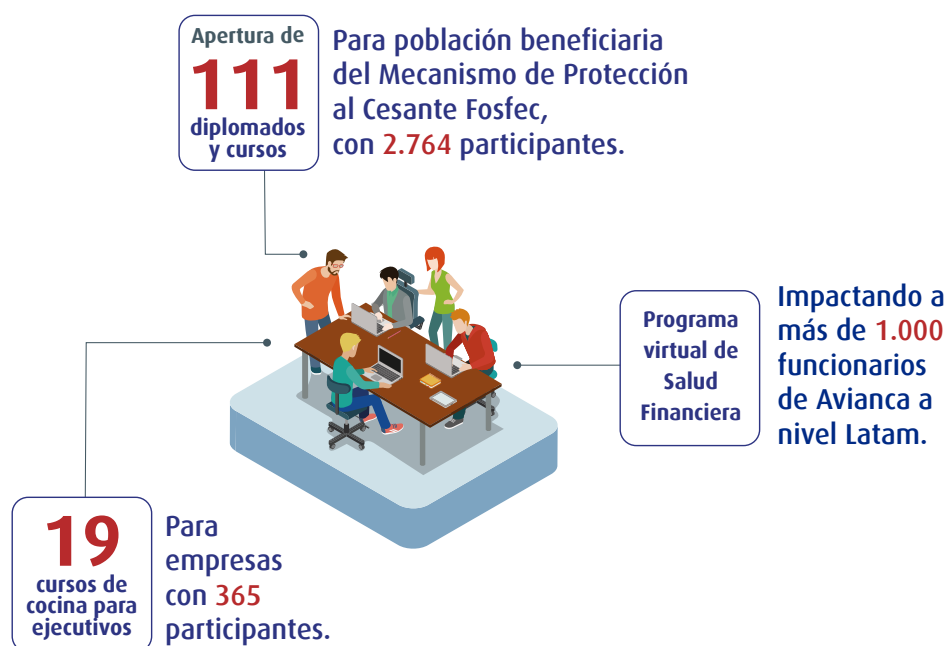 Apertura de
111
diplomados
y cursos
Para población beneficiaria
del Mecanismo de Protección
al Cesante Fosfec,
con 2.764 participantes.
Programa
virtual de
Salud
Financiera
Impactando a
más de 1.000
funcionarios
de Avianca a
nivel Latam.
19
cursos de
cocina para
ejecutivos
Para
empresas
con 365
participantes.